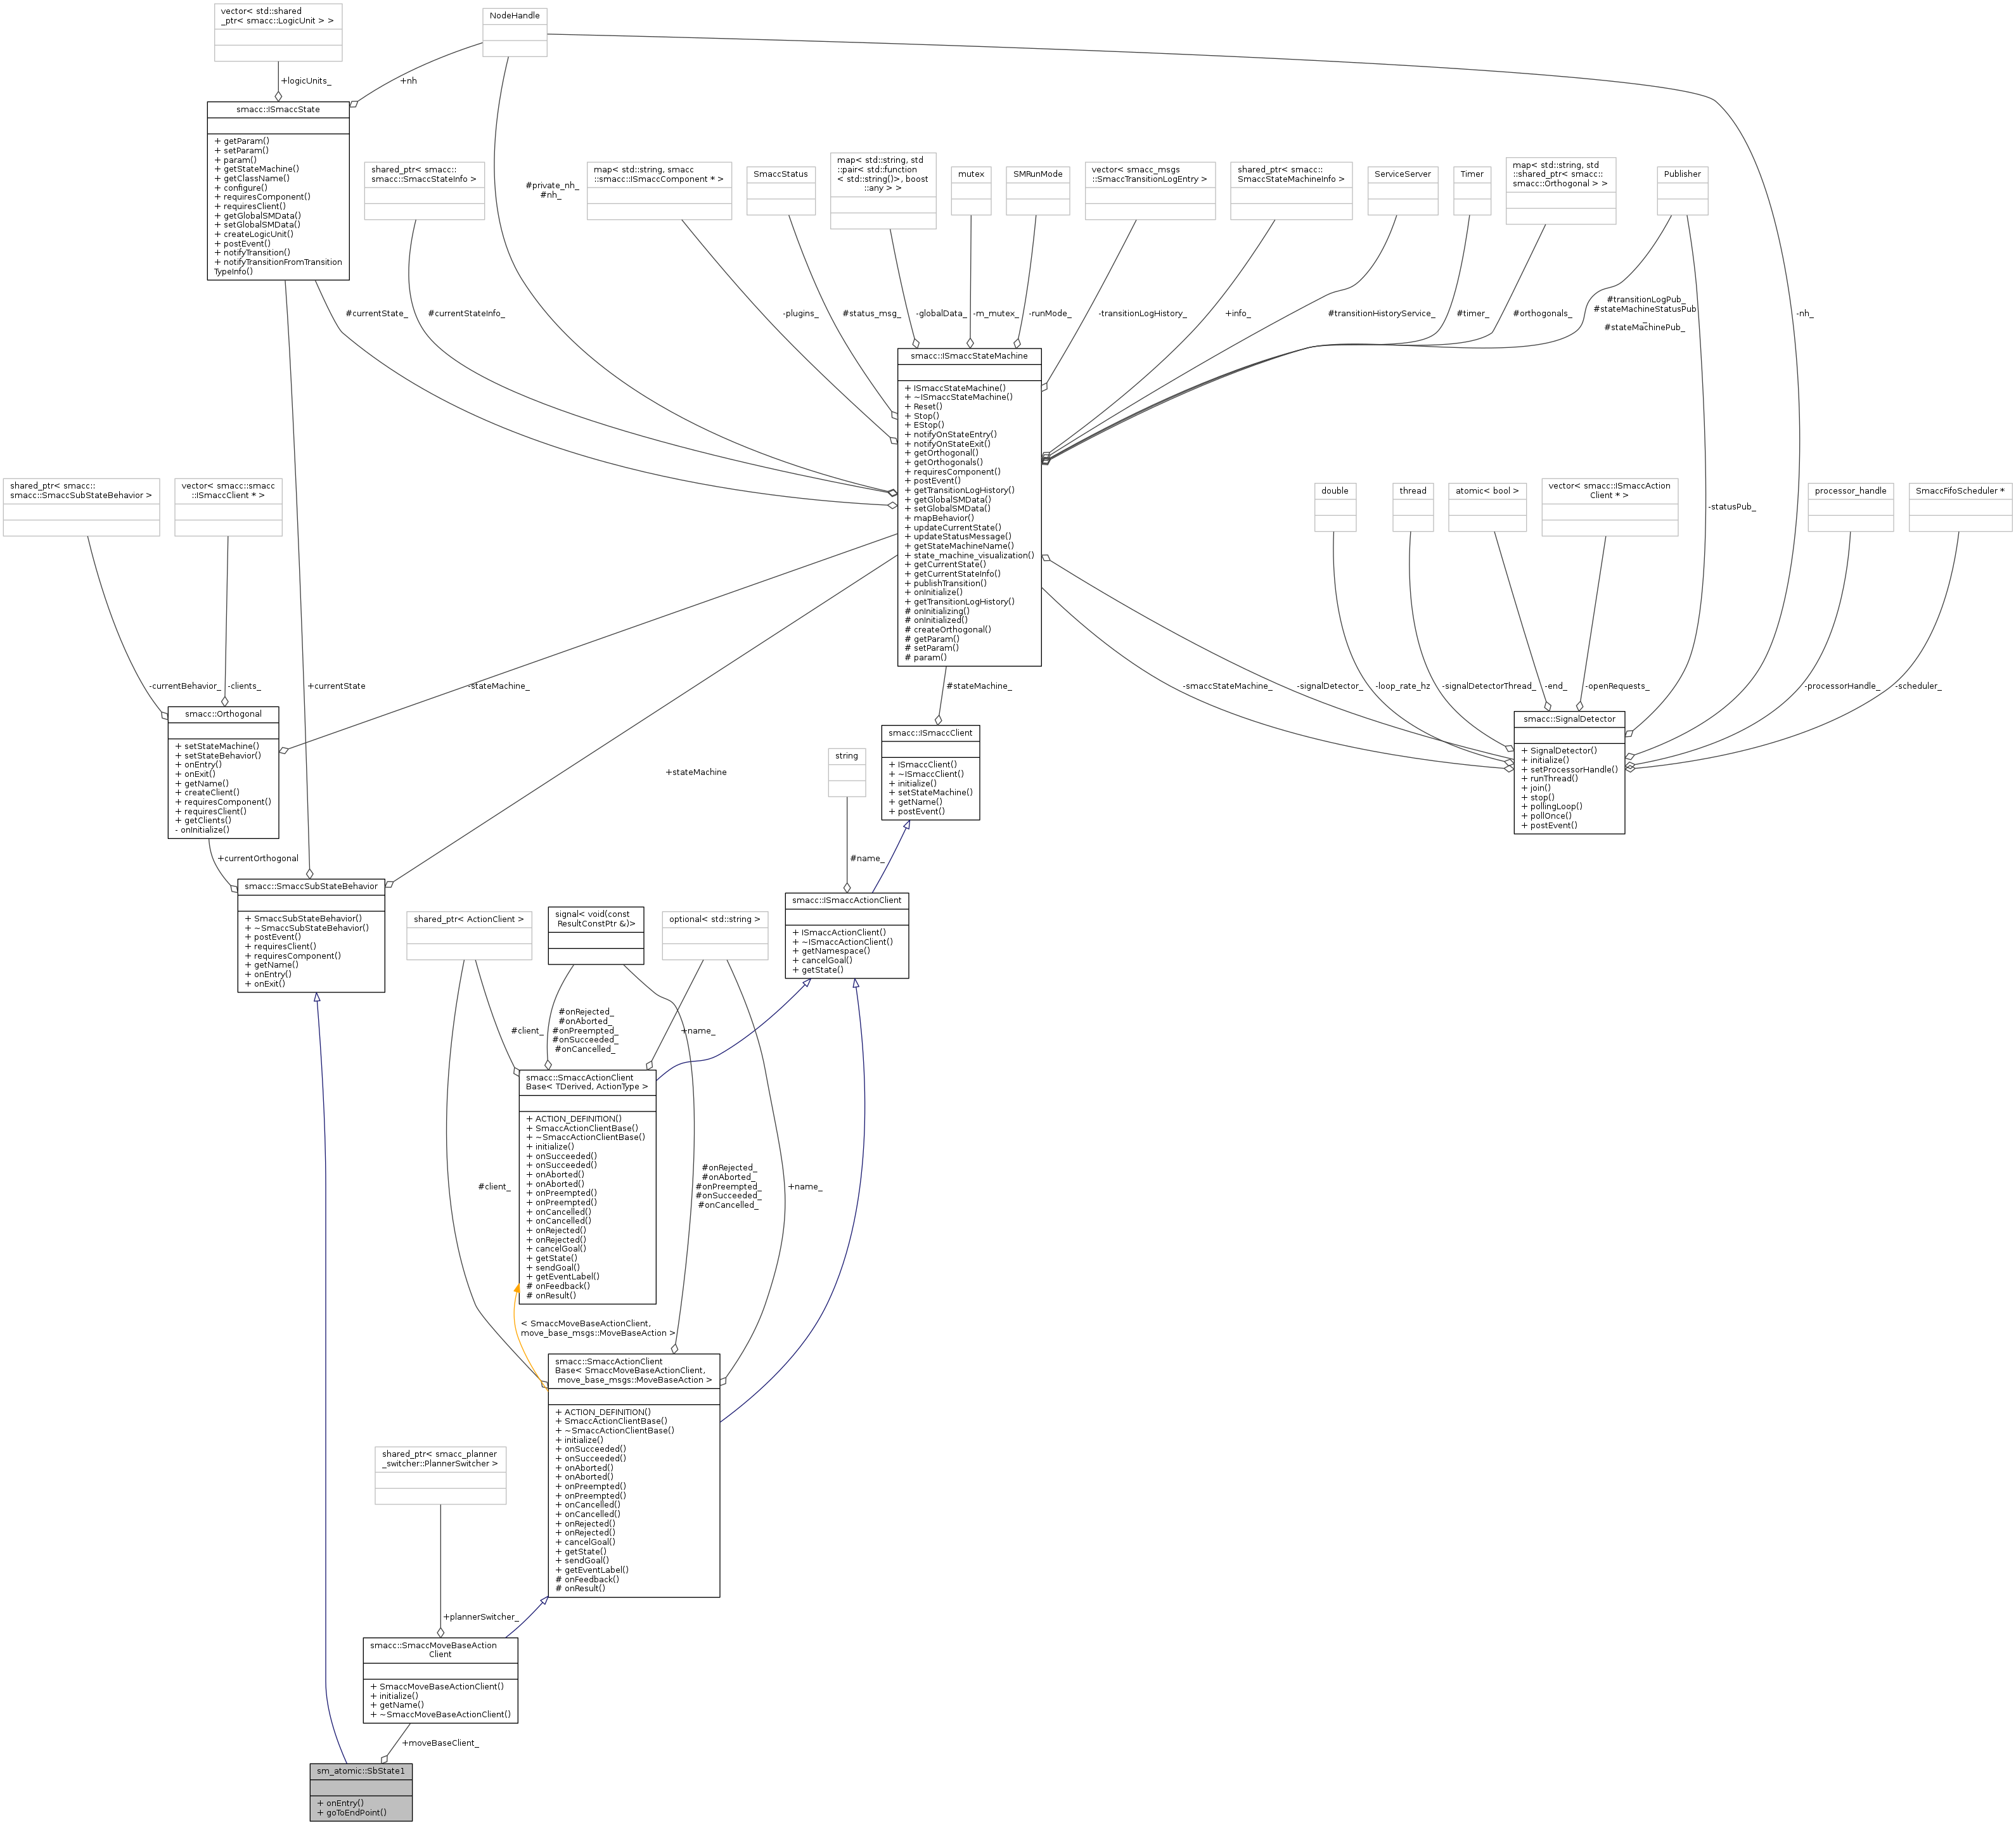 vector< std::shared
_ptr< smacc::LogicUnit > >
NodeHandle
+logicUnits_
+nh
smacc::ISmaccState
+ getParam()
+ setParam()
+ param()
+ getStateMachine()
+ getClassName()
+ configure()
+ requiresComponent()
+ requiresClient()
+ getGlobalSMData()
+ setGlobalSMData()
+ createLogicUnit()
+ postEvent()
+ notifyTransition()
+ notifyTransitionFromTransition
TypeInfo()
shared_ptr< smacc::
smacc::SmaccStateInfo >
#private_nh_
#nh_
map< std::string, smacc
::smacc::ISmaccComponent * >
SmaccStatus
map< std::string, std
::pair< std::function
< std::string()>, boost
::any > >
mutex
SMRunMode
vector< smacc_msgs
::SmaccTransitionLogEntry >
shared_ptr< smacc::
SmaccStateMachineInfo >
ServiceServer
Timer
map< std::string, std
::shared_ptr< smacc::
smacc::Orthogonal > >
Publisher
#currentState_
#currentStateInfo_
-plugins_
#status_msg_
-globalData_
-m_mutex_
-runMode_
-transitionLogHistory_
+info_
#transitionHistoryService_
#timer_
#orthogonals_
#transitionLogPub_
#stateMachineStatusPub
_
#stateMachinePub_
-nh_
smacc::ISmaccStateMachine
+ ISmaccStateMachine()
+ ~ISmaccStateMachine()
+ Reset()
+ Stop()
+ EStop()
+ notifyOnStateEntry()
+ notifyOnStateExit()
+ getOrthogonal()
+ getOrthogonals()
+ requiresComponent()
+ postEvent()
+ getTransitionLogHistory()
+ getGlobalSMData()
+ setGlobalSMData()
+ mapBehavior()
+ updateCurrentState()
+ updateStatusMessage()
+ getStateMachineName()
+ state_machine_visualization()
+ getCurrentState()
+ getCurrentStateInfo()
+ publishTransition()
+ onInitialize()
+ getTransitionLogHistory()
# onInitializing()
# onInitialized()
# createOrthogonal()
# getParam()
# setParam()
# param()
shared_ptr< smacc::
smacc::SmaccSubStateBehavior >
vector< smacc::smacc
::ISmaccClient * >
double
thread
atomic< bool >
vector< smacc::ISmaccAction
Client * >
processor_handle
SmaccFifoScheduler *
-statusPub_
-currentBehavior_
-clients_
+currentState
-stateMachine_
#stateMachine_
-smaccStateMachine_
-signalDetector_
-loop_rate_hz
-signalDetectorThread_
-end_
-openRequests_
-processorHandle_
-scheduler_
smacc::Orthogonal
+ setStateMachine()
+ setStateBehavior()
+ onEntry()
+ onExit()
+ getName()
+ createClient()
+ requiresComponent()
+ requiresClient()
+ getClients()
- onInitialize()
smacc::SignalDetector
+ SignalDetector()
+ initialize()
+ setProcessorHandle()
+ runThread()
+ join()
+ stop()
+ pollingLoop()
+ pollOnce()
+ postEvent()
smacc::ISmaccClient
+ ISmaccClient()
+ ~ISmaccClient()
+ initialize()
+ setStateMachine()
+ getName()
+ postEvent()
string
+stateMachine
+currentOrthogonal
#name_
smacc::SmaccSubStateBehavior
+ SmaccSubStateBehavior()
+ ~SmaccSubStateBehavior()
+ postEvent()
+ requiresClient()
+ requiresComponent()
+ getName()
+ onEntry()
+ onExit()
shared_ptr< ActionClient >
signal< void(const
ResultConstPtr &)>
optional< std::string >
smacc::ISmaccActionClient
+ ISmaccActionClient()
+ ~ISmaccActionClient()
+ getNamespace()
+ cancelGoal()
+ getState()
#client_
#onRejected_
#onAborted_
#onPreempted_
#onSucceeded_
#onCancelled_
+name_
smacc::SmaccActionClient
Base< TDerived, ActionType >
+ ACTION_DEFINITION()
+ SmaccActionClientBase()
+ ~SmaccActionClientBase()
+ initialize()
+ onSucceeded()
+ onSucceeded()
+ onAborted()
+ onAborted()
+ onPreempted()
+ onPreempted()
+ onCancelled()
+ onCancelled()
+ onRejected()
+ onRejected()
+ cancelGoal()
+ getState()
+ sendGoal()
+ getEventLabel()
# onFeedback()
# onResult()
#client_
#onRejected_
#onAborted_
#onPreempted_
#onSucceeded_
#onCancelled_
+name_
< SmaccMoveBaseActionClient,
move_base_msgs::MoveBaseAction >
smacc::SmaccActionClient
Base< SmaccMoveBaseActionClient,
move_base_msgs::MoveBaseAction >
+ ACTION_DEFINITION()
+ SmaccActionClientBase()
+ ~SmaccActionClientBase()
+ initialize()
+ onSucceeded()
+ onSucceeded()
+ onAborted()
+ onAborted()
+ onPreempted()
+ onPreempted()
+ onCancelled()
+ onCancelled()
+ onRejected()
+ onRejected()
+ cancelGoal()
+ getState()
+ sendGoal()
+ getEventLabel()
# onFeedback()
# onResult()
shared_ptr< smacc_planner
_switcher::PlannerSwitcher >
+plannerSwitcher_
smacc::SmaccMoveBaseAction
Client
+ SmaccMoveBaseActionClient()
+ initialize()
+ getName()
+ ~SmaccMoveBaseActionClient()
+moveBaseClient_
sm_atomic::SbState1
+ onEntry()
+ goToEndPoint()